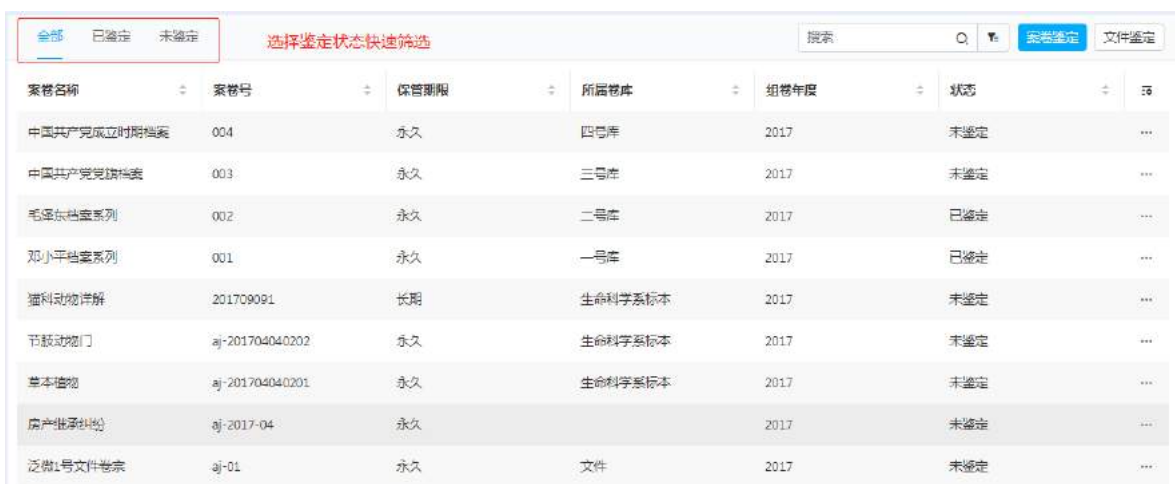 全部 已鉴定 未鉴定 选择鉴定状态快速筛选 搜索 案卷鉴定 文件鉴定
案卷名称 案卷号 保管期限 所属卷库 组卷年度 状态
中国共产党成立时期档案 004 永久 四号库 2017 未鉴定 ...
中国共产党党旗档案 003 永久 三号库 2017 未鉴定 ...
毛泽东档案系列 002 永久 二号库 2017 已鉴定 ...
邓小平档案系列 001 永久 一号库 2017 已鉴定 ...
猫科动物详解 201709091 长期 生命科学系标本 2017 未鉴定 ...
节肢动物门 aj-201704040202 永久 生命科学系标本 2017 未鉴定 ...
草本植物 aj-201704040201 永久 生命科学系标本 2017 未鉴定 ...
房产继承纠纷 aj-2017-04 永久 2017 未鉴定 ...
泛微1号文件卷宗 aj-01 永久 文件 2017 未鉴定 ...